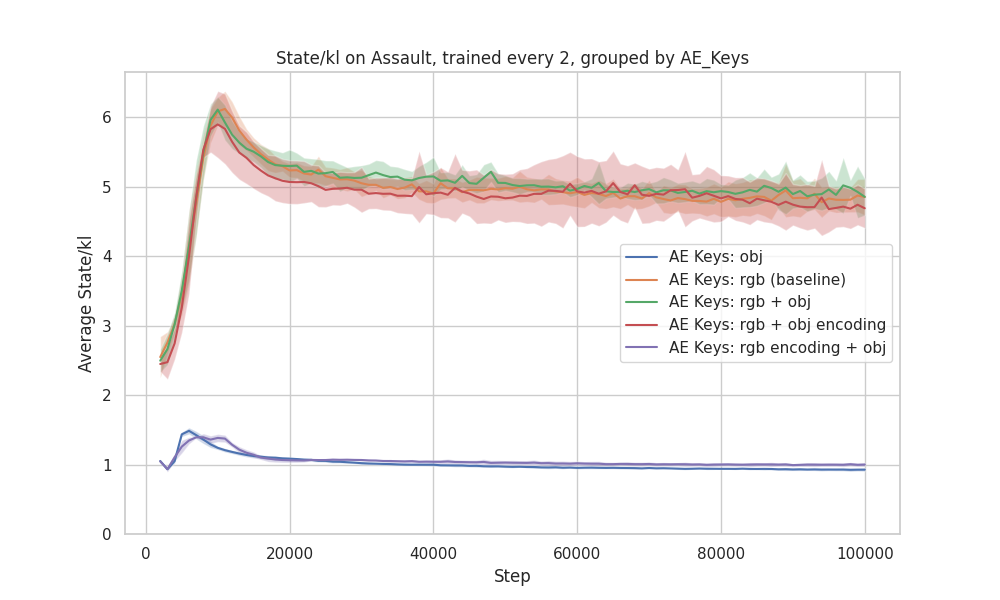 State/kl on Assault, trained every 2, grouped by AE_Keys
Average State/kl
6
5
4
3
2
1
0
AE Keys: obj
AE Keys: rgb (baseline)
AE Keys: rgb + obj
AE Keys: rgb + obj encoding
AE Keys: rgb encoding + obj
0 20000 40000 60000 80000 100000
Step